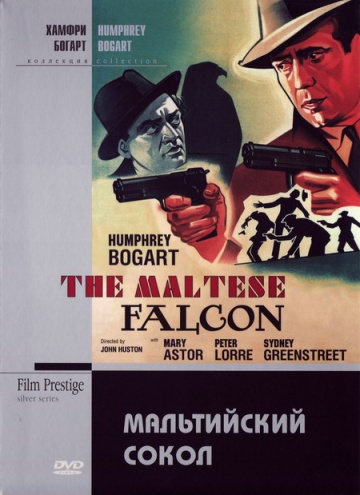 ХАМФРИ HUMPHREY
БОГАРТ BOGART
коллекция collection
HUMPHREY
BOGART
THE MALTESE
FALCON
Directed by
JOHN HUSTON
with
MARY
ASTOR
PETER
LORRE
SYDNEY
GREENSTREET
Film Prestige
silver series
МАЛЬТИЙСКИЙ
СОКОЛ
DVD
VIDEO